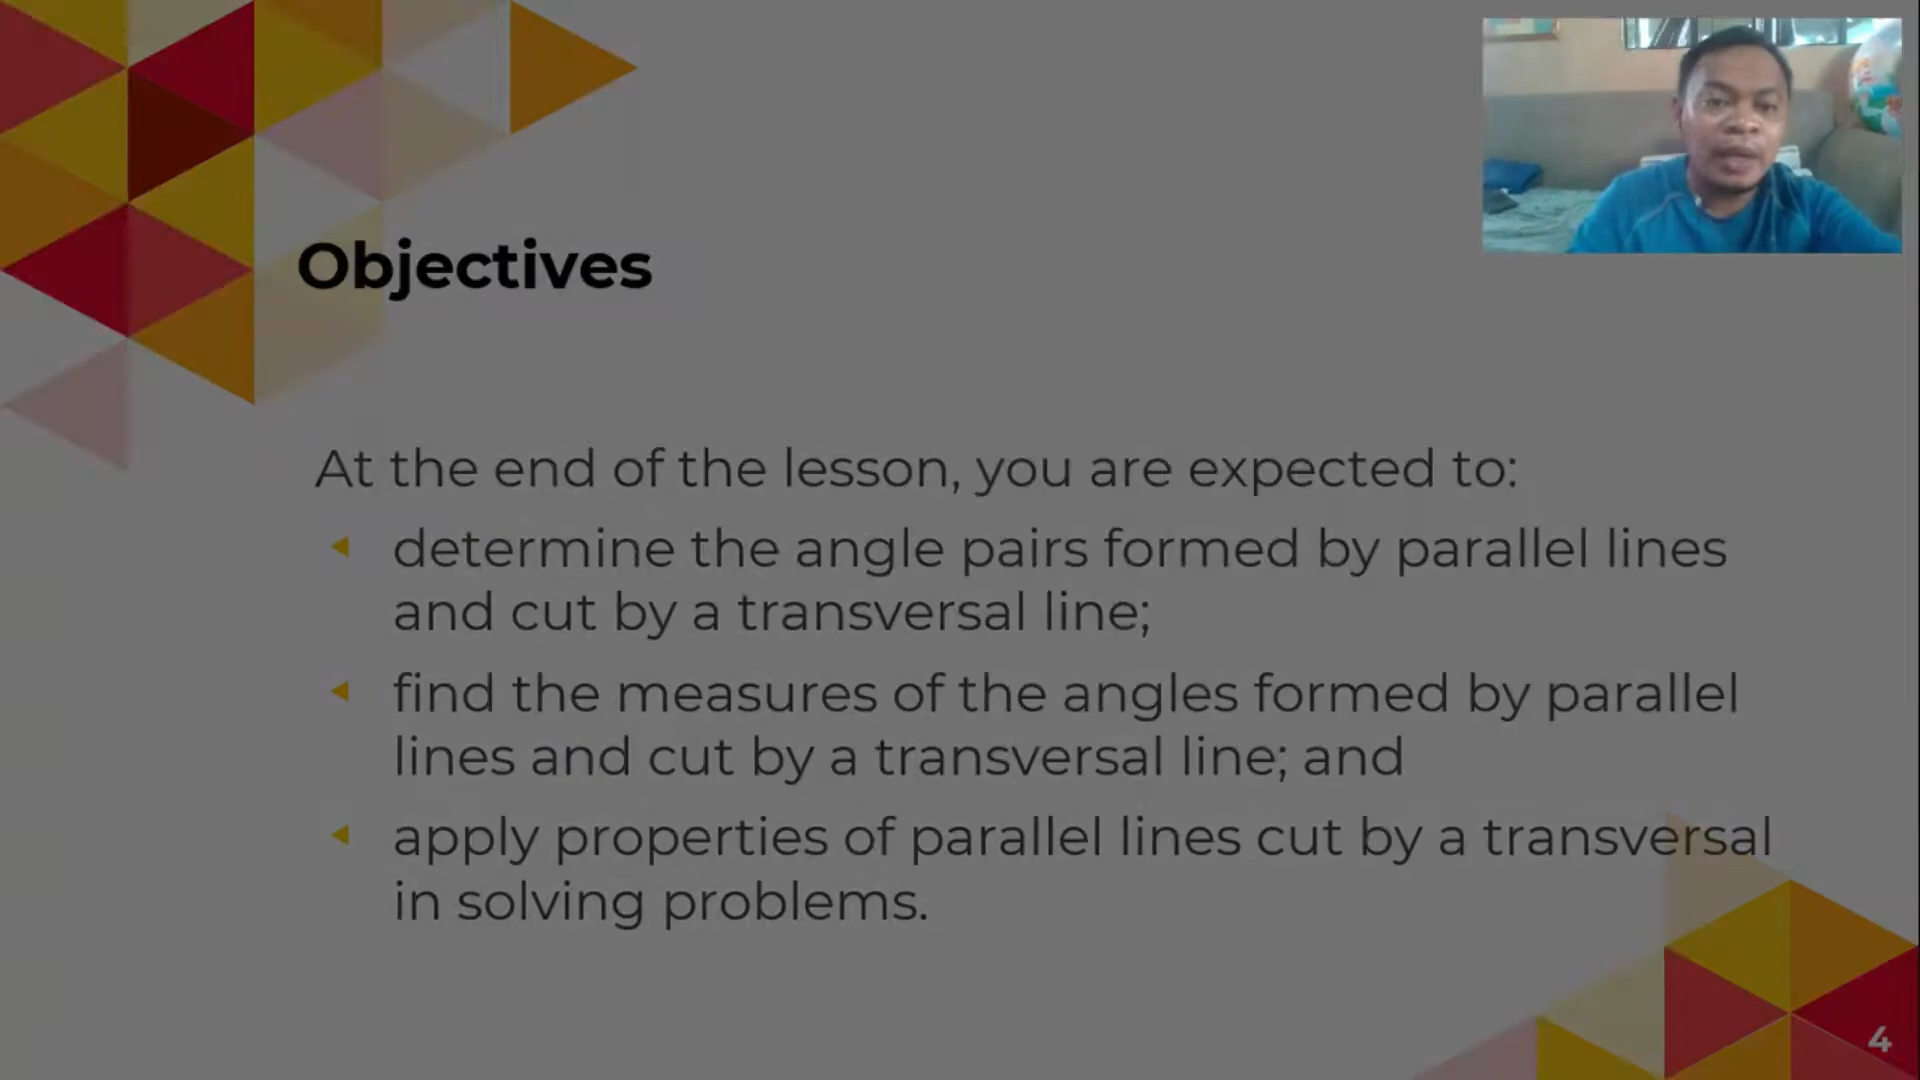 Objectives
At the end of the lesson, you are expected to:
determine the angle pairs formed by parallel lines
and cut by a transversal line;
find the measures of the angles formed by parallel
lines and cut by a transversal line; and
apply properties of parallel lines cut by a transversal
in solving problems.
4